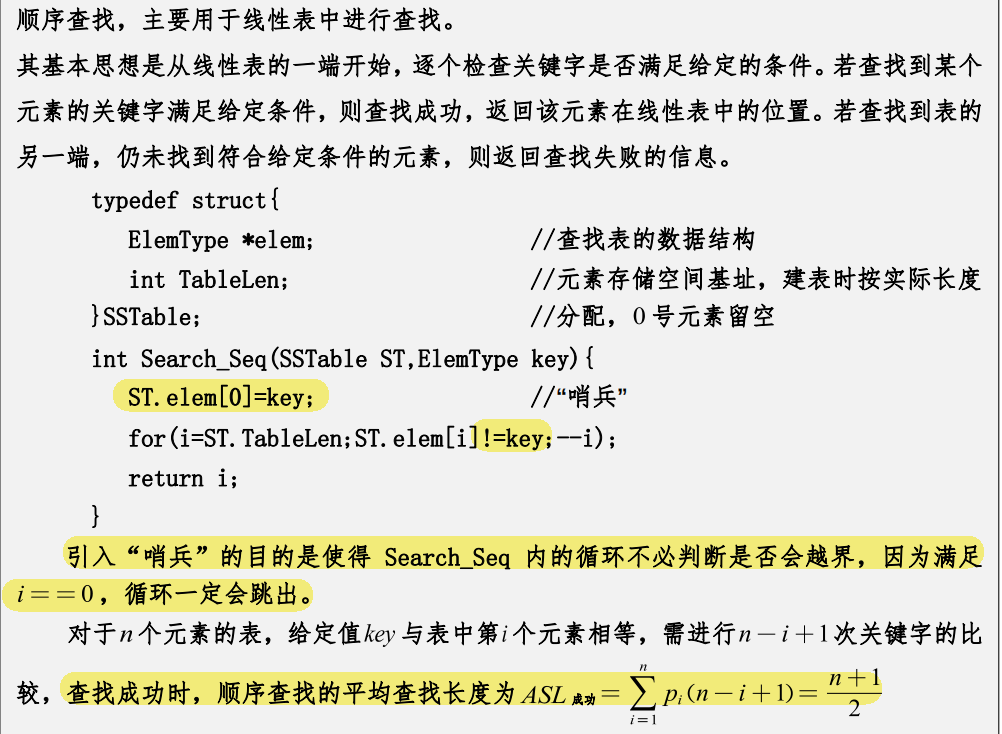 顺序查找，主要用于线性表中进行查找。
其基本思想是从线性表的一端开始，逐个检查关键字是否满足给定的条件。若查找到某个
元素的关键字满足给定条件，则查找成功，返回该元素在线性表中的位置。若查找到表的
另一端，仍未找到符合给定条件的元素，则返回查找失败的信息。
typedef struct{
ElemType *elem; //查找表的数据结构
int TableLen; //元素存储空间基址，建表时按实际长度
}SSTable; //分配，0 号元素留空
int Search_Seq(SSTable ST,ElemType key){
ST.elem[0]=key; //“哨兵”
for(i=ST.TableLen;ST.elem[i]!=key;--i);
return i;
}
引入“哨兵”的目的是使得 Search_Seq 内的循环不必判断是否会越界，因为满足
i==0，循环一定会跳出。
对于n个元素的表，给定值key与表中第i个元素相等，需进行n-i+1次关键字的比
较，查找成功时，顺序查找的平均查找长度为 ASL成功 = \sum_{i=1}^{n} p_i(n-i+1) = \frac{n+1}{2}